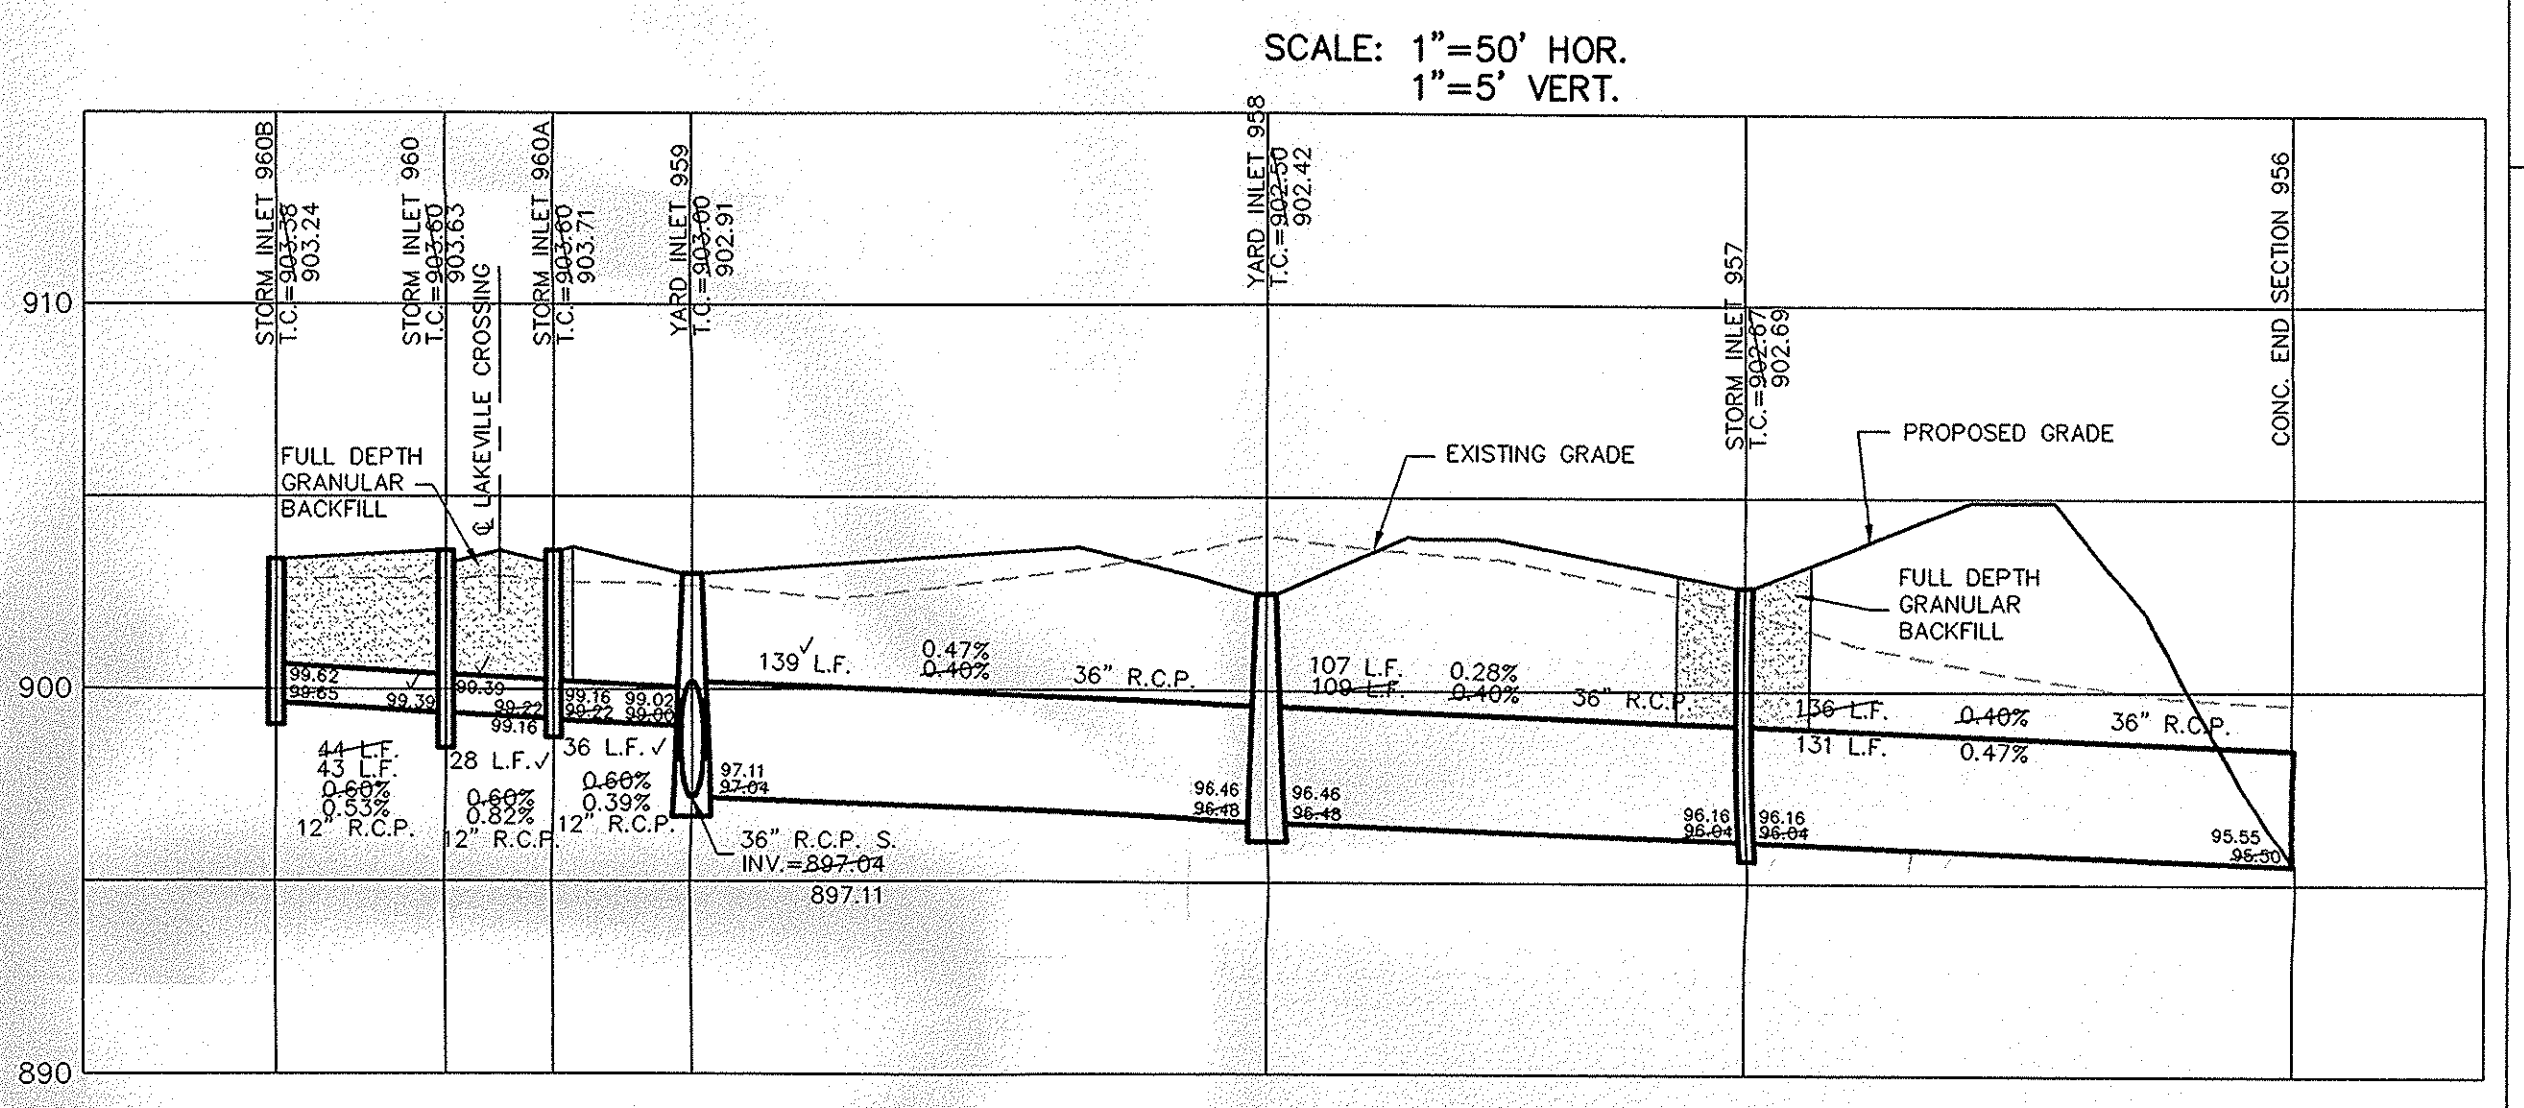 SCALE: 1"=50' HOR.
1"=5' VERT.
STORM INLET 960B
T.C.=903.38
903.24
STORM INLET 960
T.C.=903.60
903.63
℄ LAKEVILLE CROSSING
STORM INLET 960A
T.C.=903.60
903.71
YARD INLET 959
T.C.=903.00
902.91
YARD INLET 958
T.C.=902.50
902.42
STORM INLET 957
T.C.=902.67
902.69
CONC. END SECTION 956
910
900
890
FULL DEPTH
GRANULAR
BACKFILL
EXISTING GRADE
PROPOSED GRADE
FULL DEPTH
GRANULAR
BACKFILL
99.62
99.65
99.39
44 L.F.
43 L.F.
0.60%
0.53%
12" R.C.P.
99.39
99.22
99.16
28 L.F.✓
0.60%
0.82%
12" R.C.P.
99.16
99.22
99.02
99.00
36 L.F.✓
0.60%
0.39%
12" R.C.P.
139 ✓ L.F.
0.47%
0.40%
36" R.C.P.
97.11
97.04
36" R.C.P. S.
INV.=897.04
897.11
96.46
96.48
107 L.F.
109 L.F.
0.28%
0.40%
36" R.C.P.
96.46
96.48
96.16
96.04
136 L.F.
131 L.F.
0.40%
0.47%
36" R.C.P.
96.16
96.04
95.55
95.50